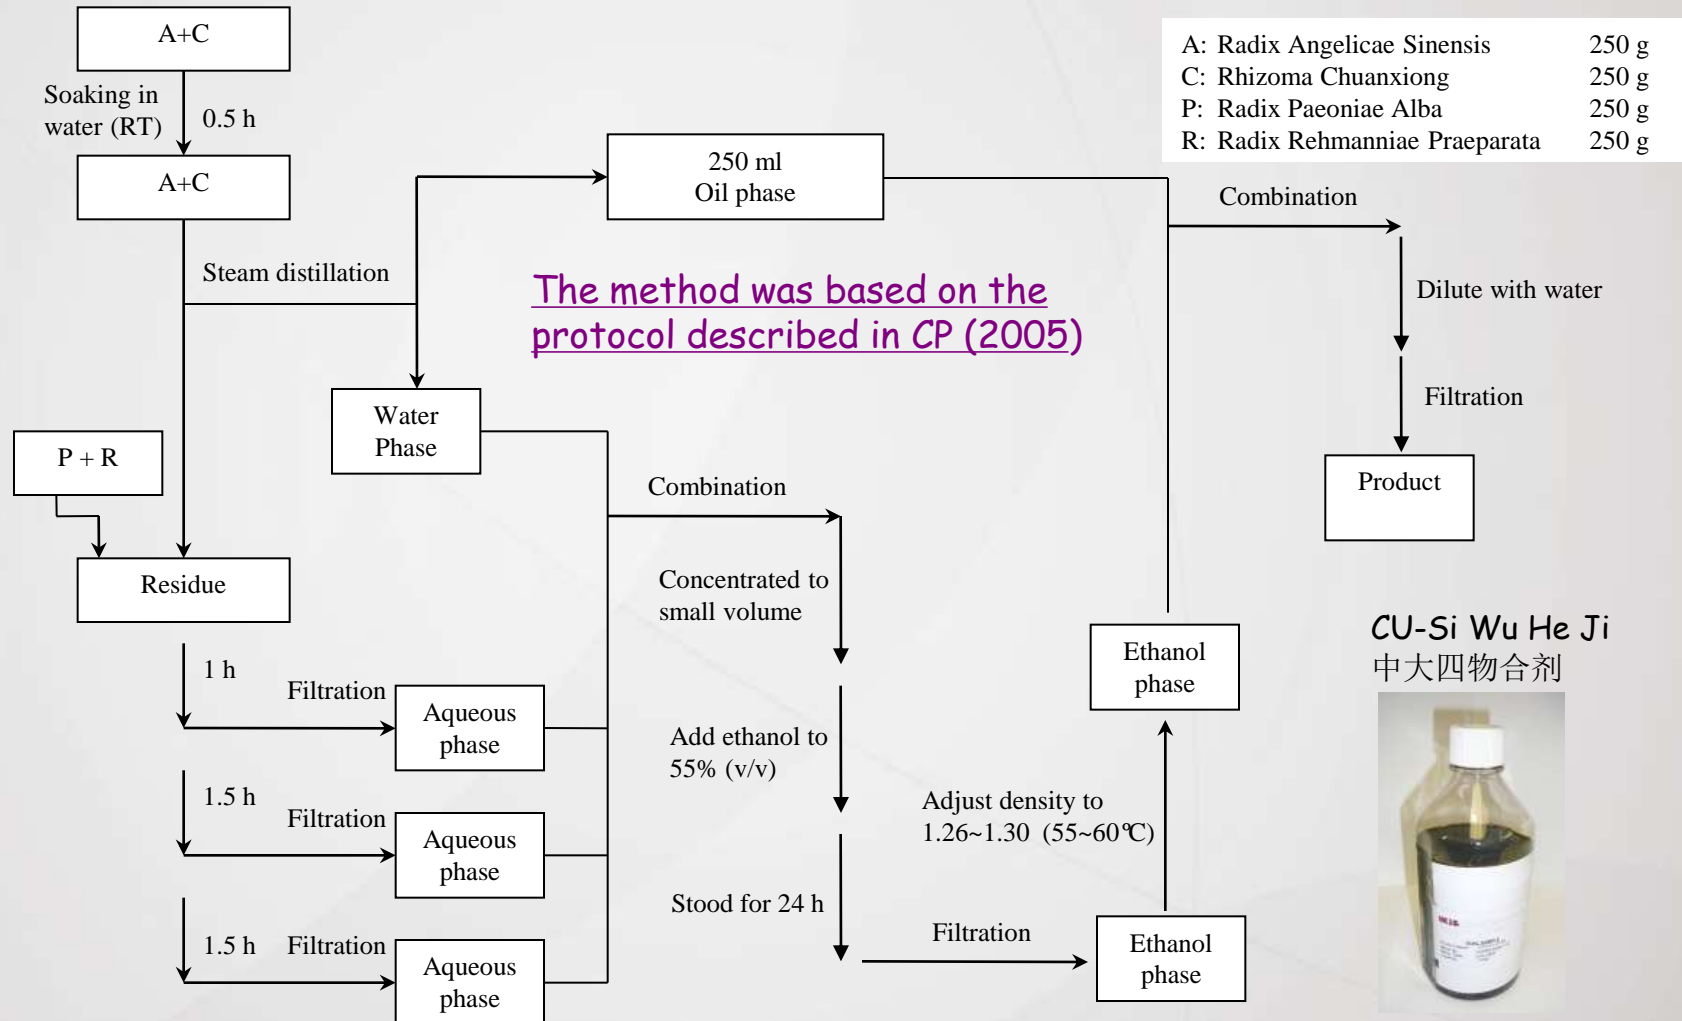 A+C
Soaking in
water (RT)
0.5 h
A+C
A: Radix Angelicae Sinensis 250 g
C: Rhizoma Chuanxiong 250 g
P: Radix Paeoniae Alba 250 g
R: Radix Rehmanniae Praeparata 250 g
250 ml
Oil phase
Combination
Steam distillation
The method was based on the
protocol described in CP (2005)
Dilute with water
Filtration
Product
Water
Phase
P + R
Residue
Combination
Concentrated to
small volume
Add ethanol to
55% (v/v)
Stood for 24 h
1 h
Filtration
Aqueous
phase
1.5 h
Filtration
Aqueous
phase
1.5 h
Filtration
Aqueous
phase
Filtration
Ethanol
phase
Adjust density to
1.26~1.30 (55~60℃)
Ethanol
phase
CU-Si Wu He Ji
中大四物合剂